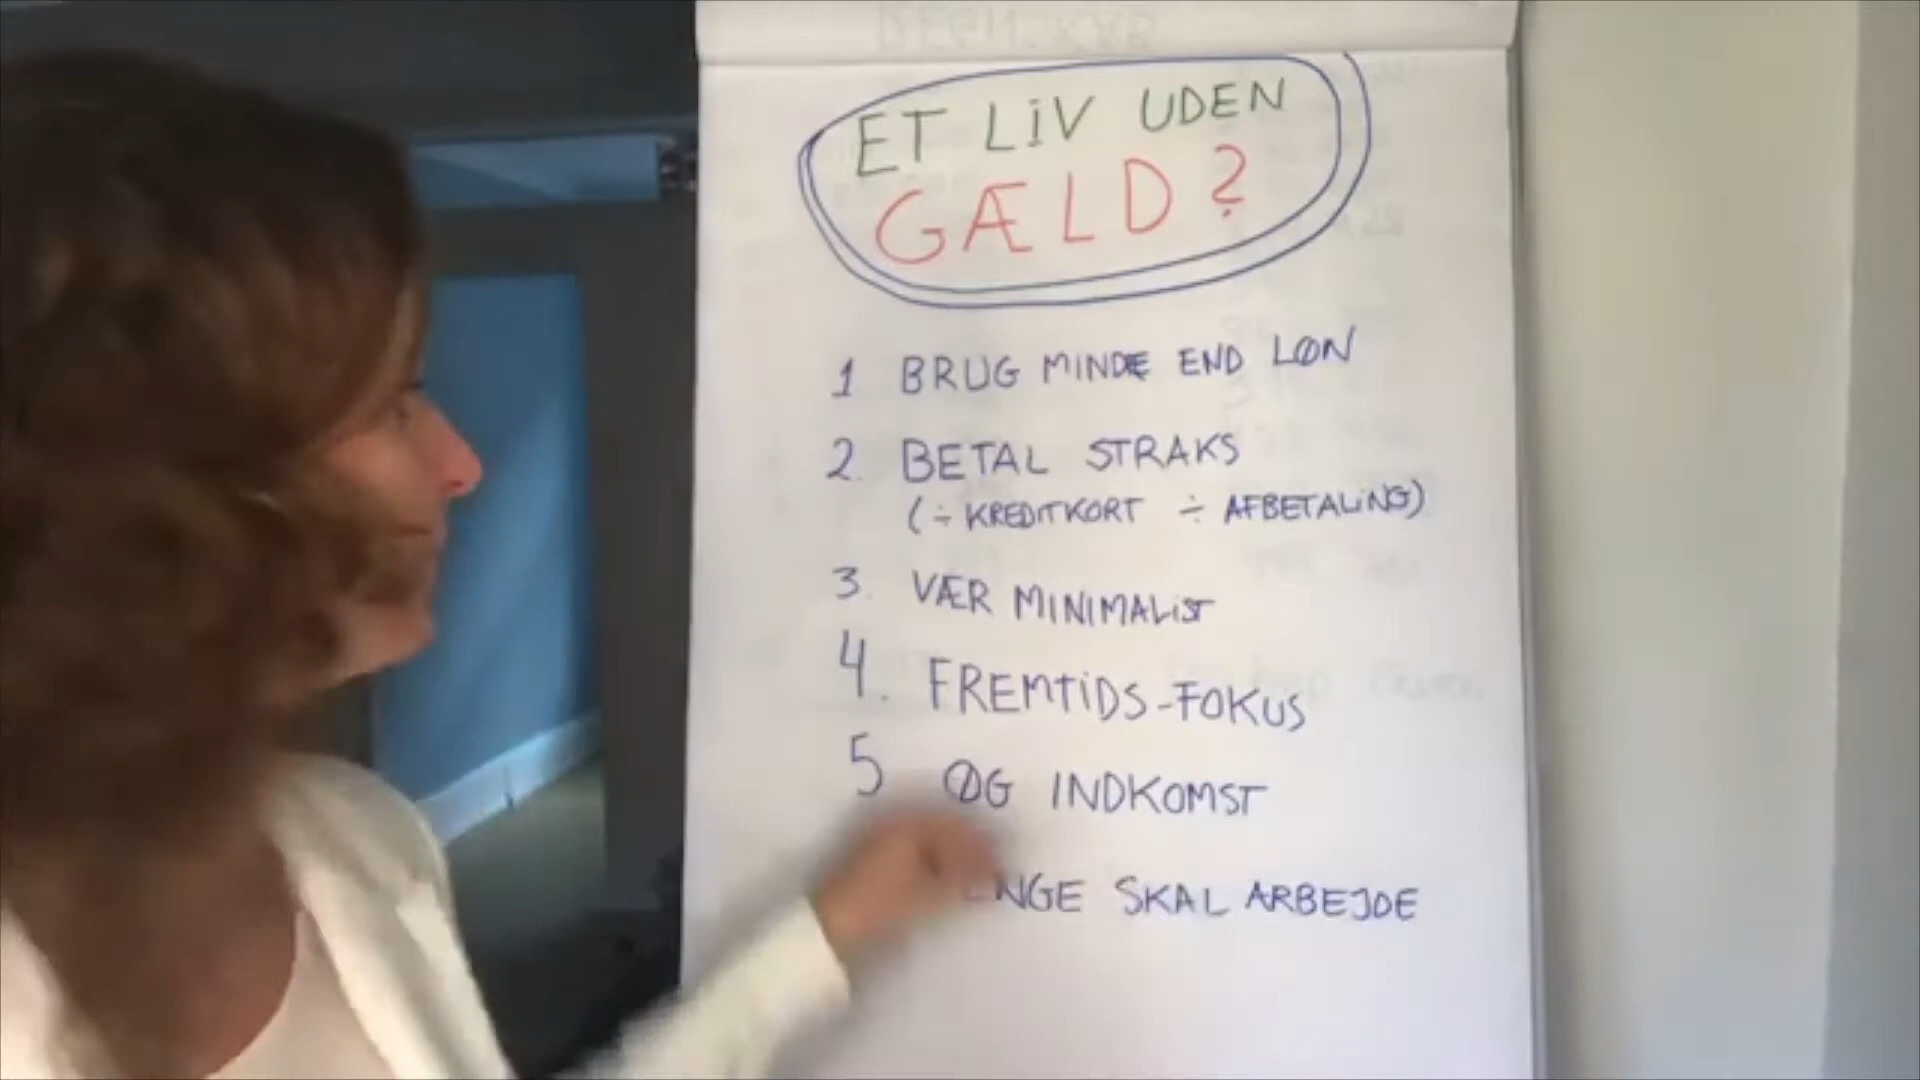 ET LiV UDEN
GÆLD?
1 BRUG MINDE END LØN
2. BETAL STRAKS
(÷ KREDITKORT ÷ AFBETALiNG)
3. VÆR MINIMALiST
4. FREMTiDS-FOKUS
5 ØG INDKOMST
SKAL ARBEJDE